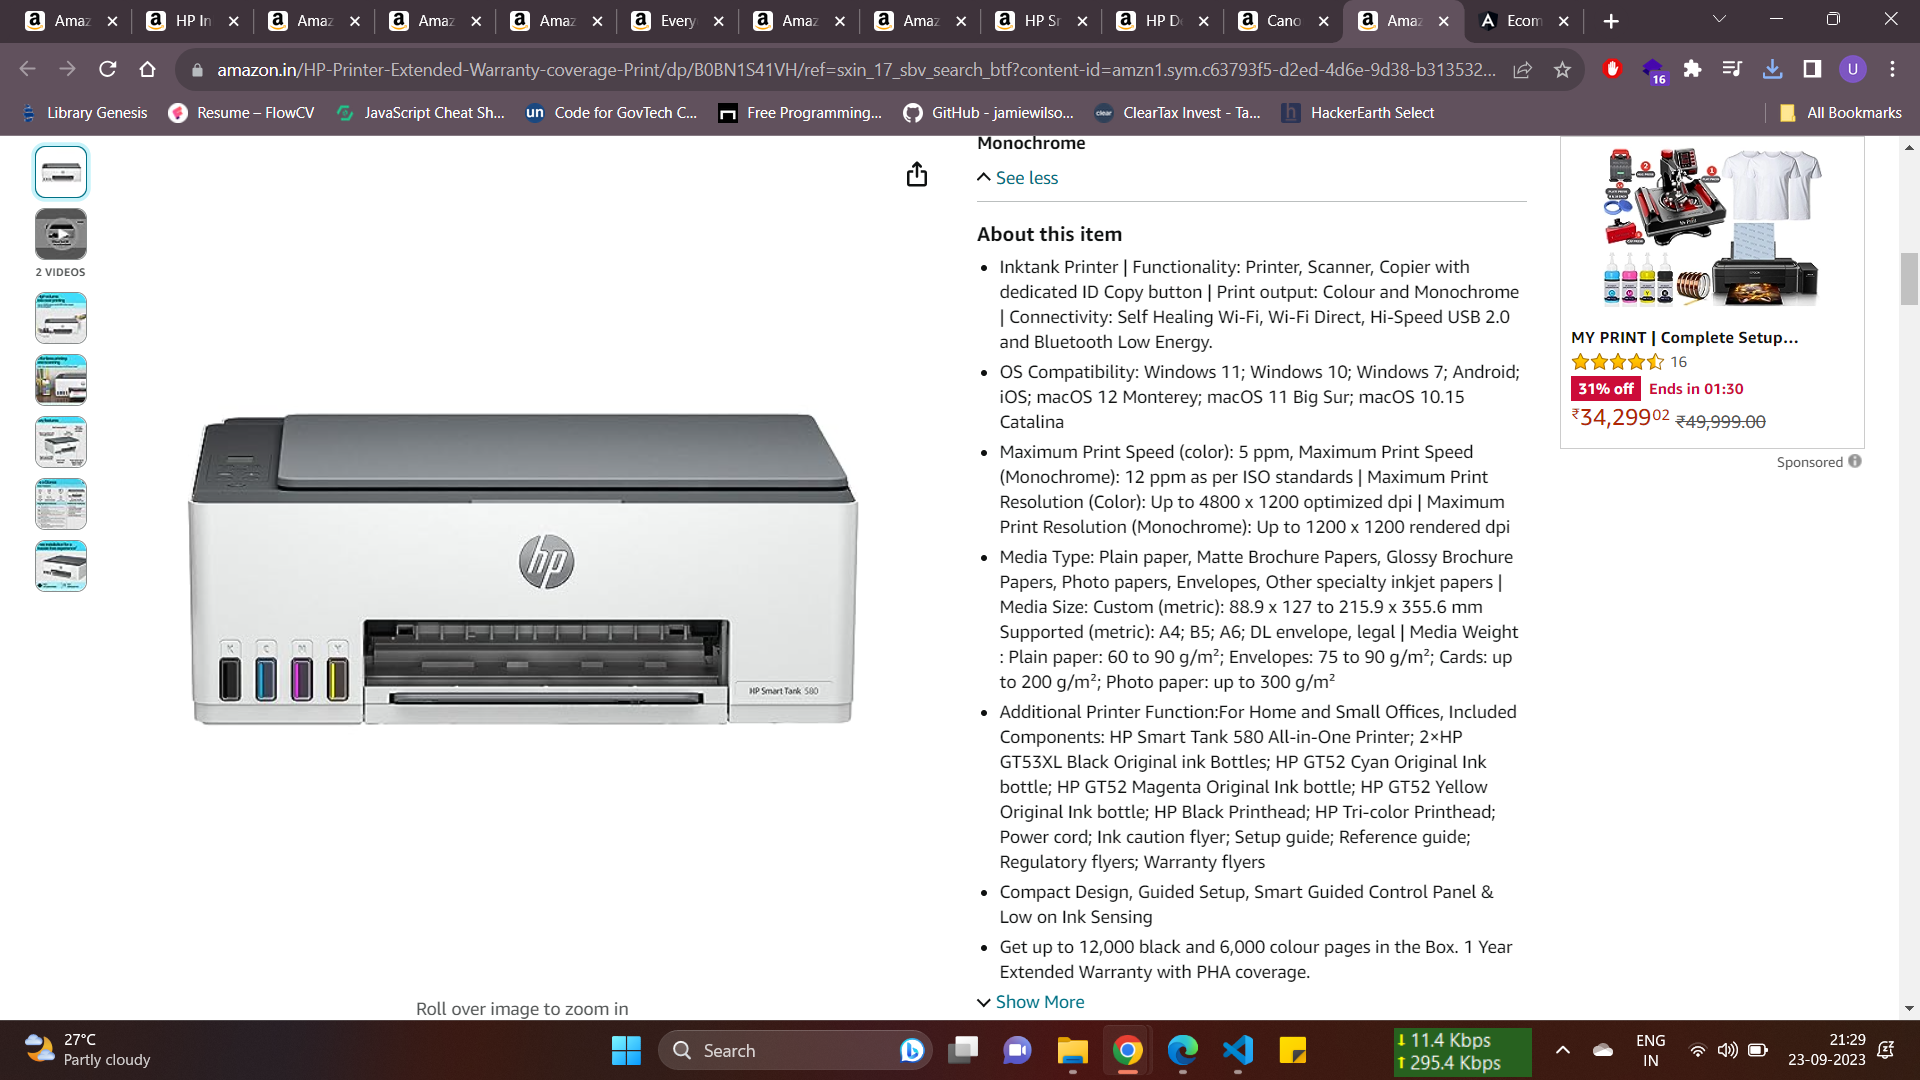 Amaz
HP In
Amaz
Amaz
Amaz
Every
Amaz
Amaz
HP Sr
HP De
Cano
Amaz
Ecom
amazon.in/HP-Printer-Extended-Warranty-coverage-Print/dp/B0BN1S41VH/ref=sxin_17_sbv_search_btf?content-id=amzn1.sym.c63793f5-d2ed-4d6e-9d38-b313532...
16
U
Library Genesis
Resume – FlowCV
JavaScript Cheat Sh...
un
Code for GovTech C...
Free Programming...
GitHub - jamiewilso...
clear
ClearTax Invest - Ta...
h
HackerEarth Select
All Bookmarks
2 VIDEOS
hp
K C M Y
HP Smart Tank 580
Roll over image to zoom in
Monochrome
See less
About this item
Inktank Printer | Functionality: Printer, Scanner, Copier with
dedicated ID Copy button | Print output: Colour and Monochrome
| Connectivity: Self Healing Wi-Fi, Wi-Fi Direct, Hi-Speed USB 2.0
and Bluetooth Low Energy.
OS Compatibility: Windows 11; Windows 10; Windows 7; Android;
iOS; macOS 12 Monterey; macOS 11 Big Sur; macOS 10.15
Catalina
Maximum Print Speed (color): 5 ppm, Maximum Print Speed
(Monochrome): 12 ppm as per ISO standards | Maximum Print
Resolution (Color): Up to 4800 x 1200 optimized dpi | Maximum
Print Resolution (Monochrome): Up to 1200 x 1200 rendered dpi
Media Type: Plain paper, Matte Brochure Papers, Glossy Brochure
Papers, Photo papers, Envelopes, Other specialty inkjet papers |
Media Size: Custom (metric): 88.9 x 127 to 215.9 x 355.6 mm
Supported (metric): A4; B5; A6; DL envelope, legal | Media Weight
: Plain paper: 60 to 90 g/m²; Envelopes: 75 to 90 g/m²; Cards: up
to 200 g/m²; Photo paper: up to 300 g/m²
Additional Printer Function:For Home and Small Offices, Included
Components: HP Smart Tank 580 All-in-One Printer; 2×HP
GT53XL Black Original ink Bottles; HP GT52 Cyan Original Ink
bottle; HP GT52 Magenta Original Ink bottle; HP GT52 Yellow
Original Ink bottle; HP Black Printhead; HP Tri-color Printhead;
Power cord; Ink caution flyer; Setup guide; Reference guide;
Regulatory flyers; Warranty flyers
Compact Design, Guided Setup, Smart Guided Control Panel &
Low on Ink Sensing
Get up to 12,000 black and 6,000 colour pages in the Box. 1 Year
Extended Warranty with PHA coverage.
Show More
MY PRINT | Complete Setup...
16
31% off Ends in 01:30
₹34,29902 ₹49,999.00
Sponsored
27°C
Partly cloudy
Search
11.4 Kbps
295.4 Kbps
ENG
IN
21:29
23-09-2023